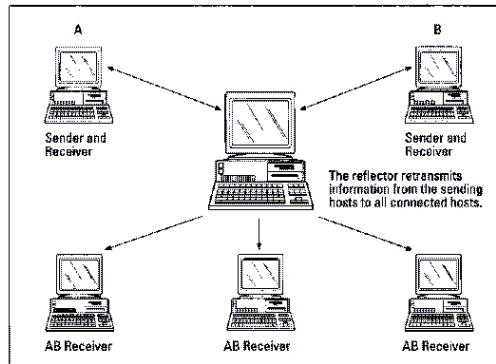 A
B
Sender and
Receiver
Sender and
Receiver
The reflector retransmits
information from the sending
hosts to all connected hosts.
AB Receiver
AB Receiver
AB Receiver